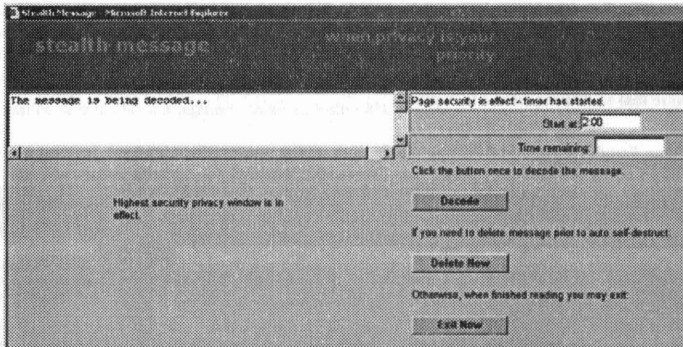 Stealth Message - Microsoft Internet Explorer
stealth message
when privacy is your
priority
The message is being decoded...
Page security in effect - timer has started.
Start at: 2:00
Time remaining:
Click the button once to decode the message.
Highest security privacy window is in
effect.
Decode
If you need to delete message prior to auto self-destruct:
Delete Now
Otherwise, when finished reading you may exit:
Exit Now